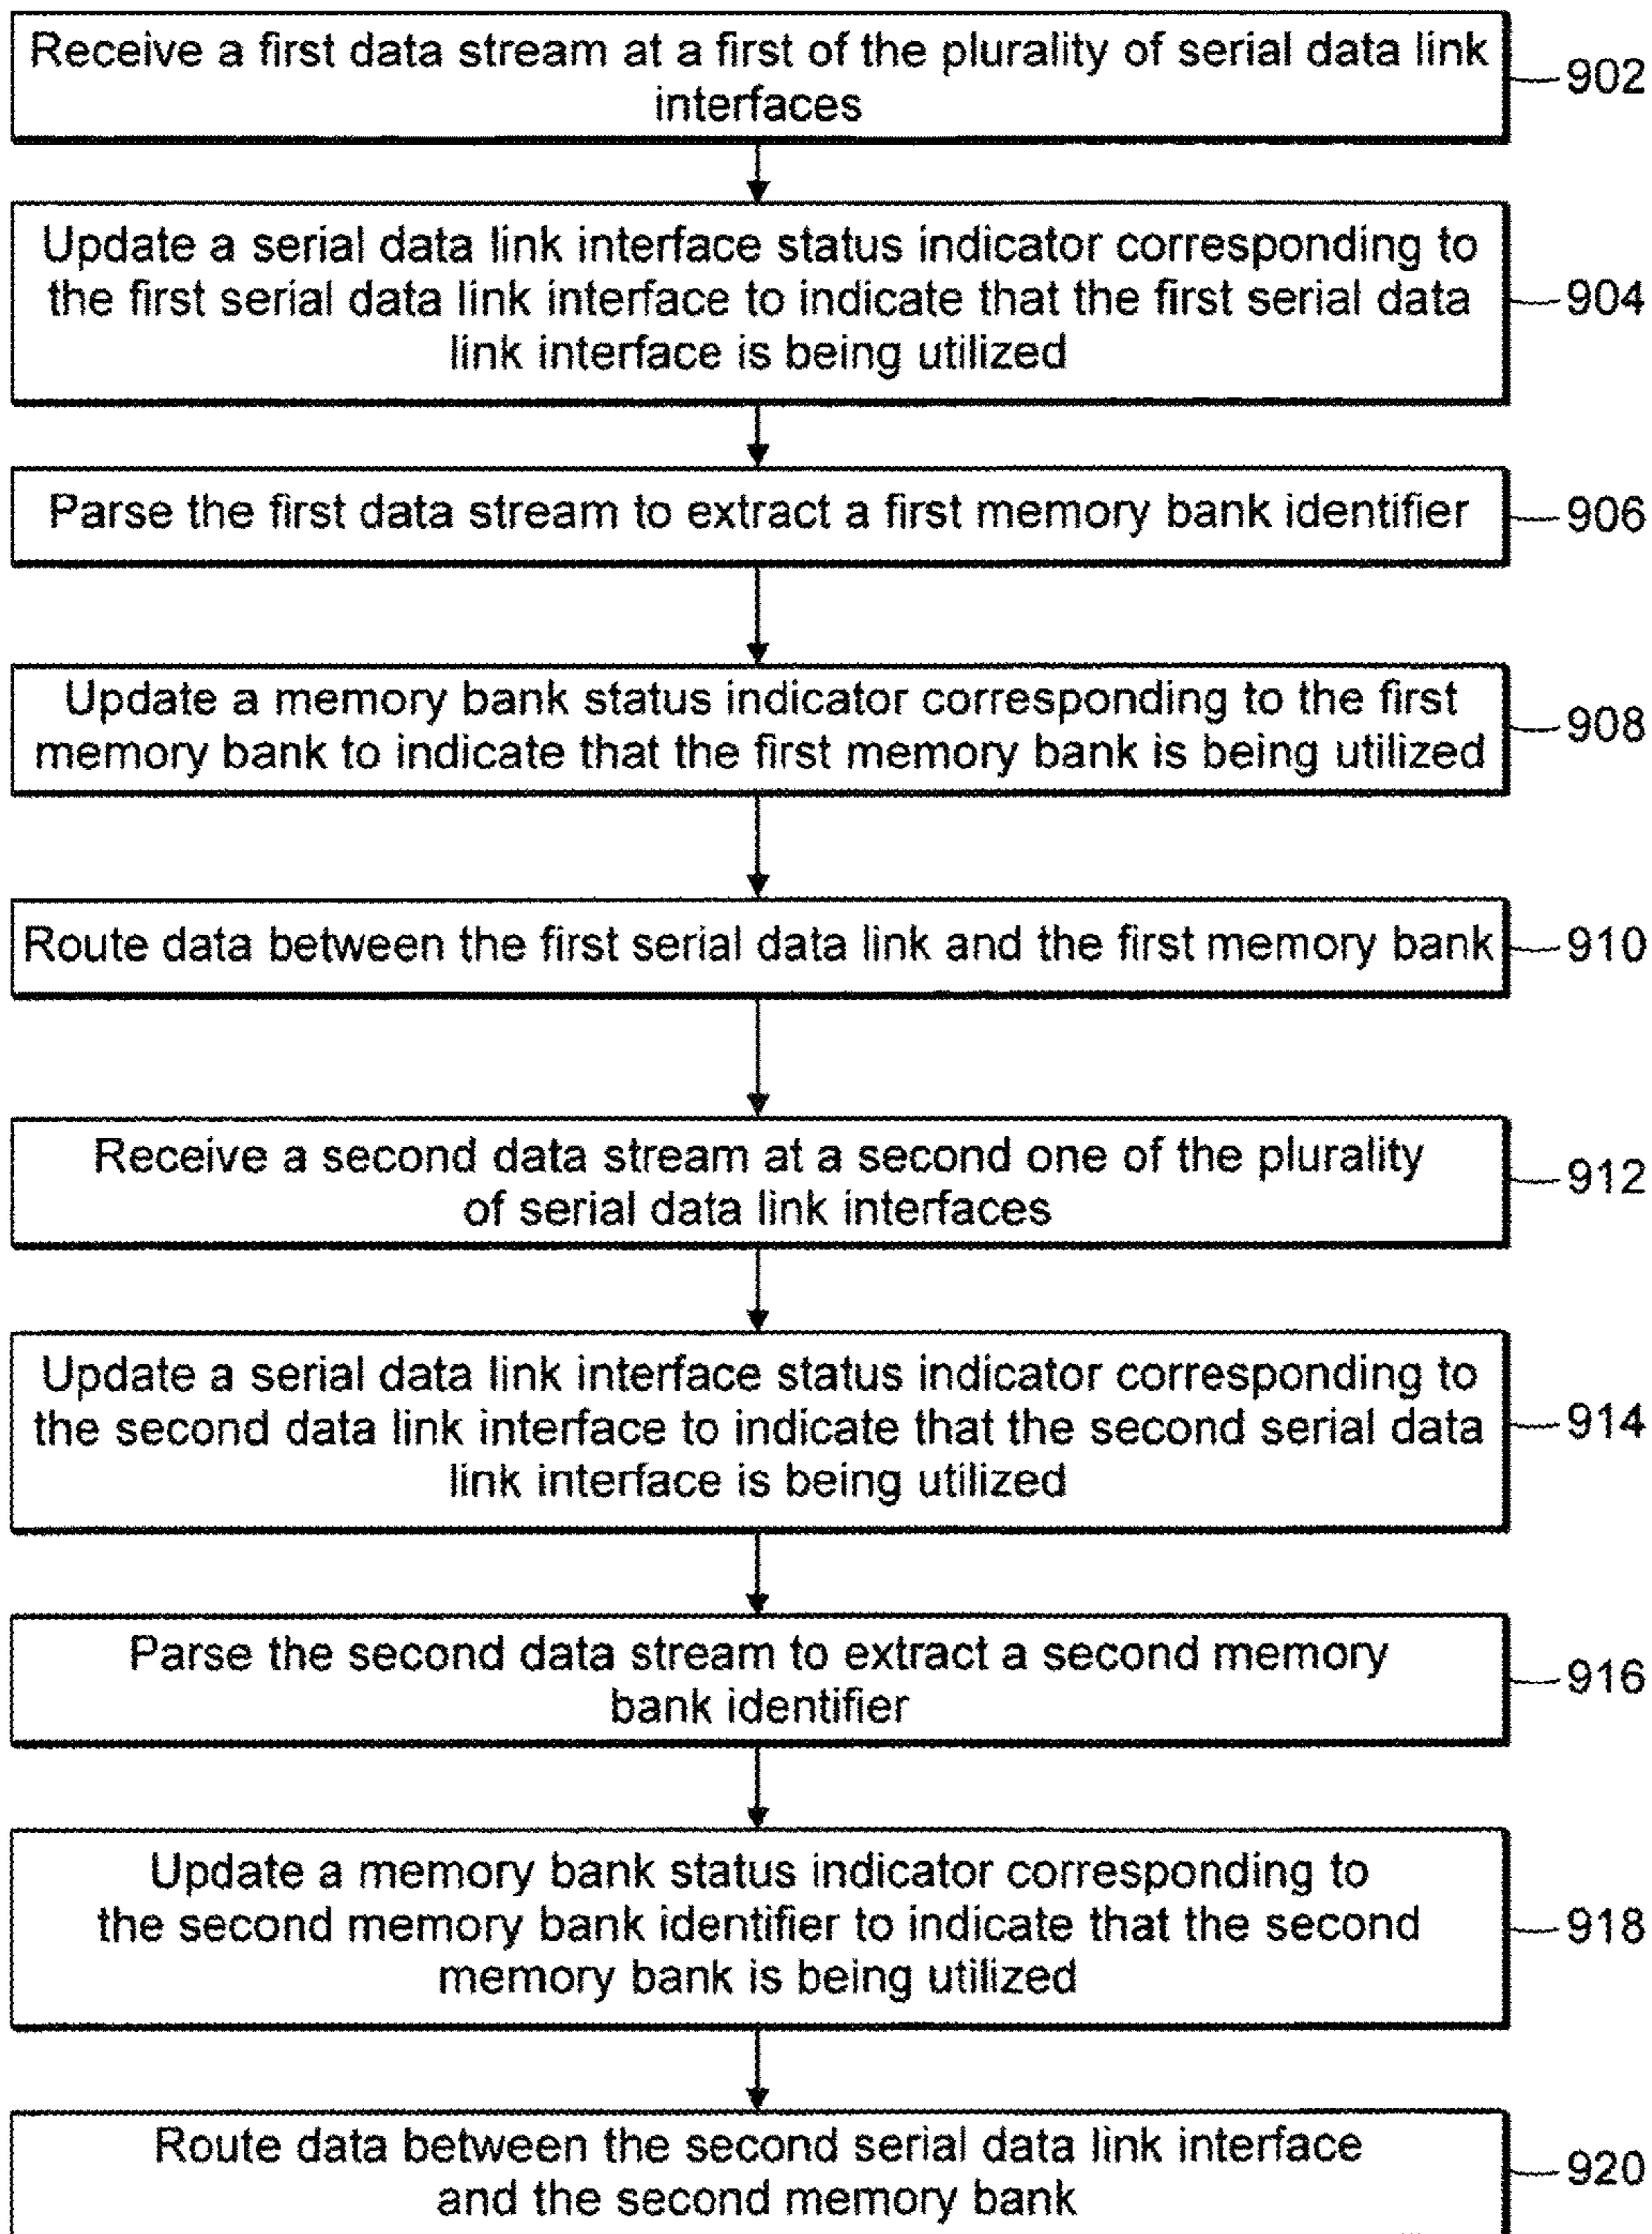 Receive a first data stream at a first of the plurality of serial data link
interfaces
902
Update a serial data link interface status indicator corresponding to
the first serial data link interface to indicate that the first serial data
link interface is being utilized
904
Parse the first data stream to extract a first memory bank identifier
906
Update a memory bank status indicator corresponding to the first
memory bank to indicate that the first memory bank is being utilized
908
Route data between the first serial data link and the first memory bank
910
Receive a second data stream at a second one of the plurality
of serial data link interfaces
912
Update a serial data link interface status indicator corresponding to
the second data link interface to indicate that the second serial data
link interface is being utilized
914
Parse the second data stream to extract a second memory
bank identifier
916
Update a memory bank status indicator corresponding to
the second memory bank identifier to indicate that the second
memory bank is being utilized
918
Route data between the second serial data link interface
and the second memory bank
920